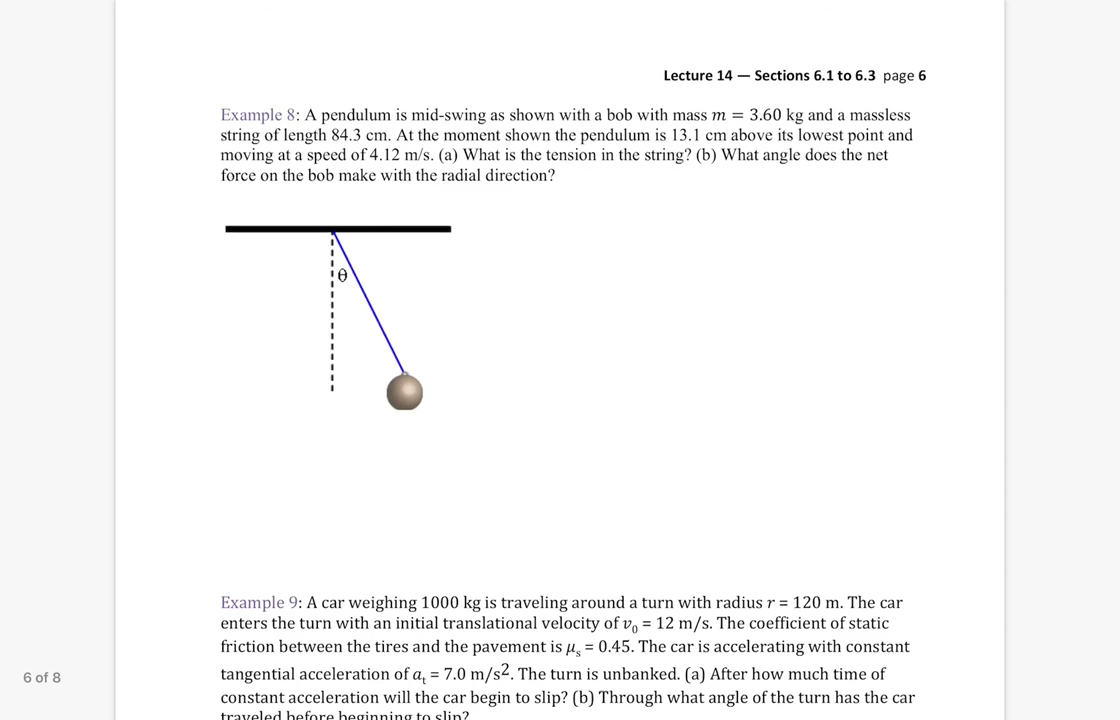 Lecture 14 — Sections 6.1 to 6.3 page 6
Example 8: A pendulum is mid-swing as shown with a bob with mass m = 3.60 kg and a massless
string of length 84.3 cm. At the moment shown the pendulum is 13.1 cm above its lowest point and
moving at a speed of 4.12 m/s. (a) What is the tension in the string? (b) What angle does the net
force on the bob make with the radial direction?
θ
Example 9: A car weighing 1000 kg is traveling around a turn with radius r = 120 m. The car
enters the turn with an initial translational velocity of v₀ = 12 m/s. The coefficient of static
friction between the tires and the pavement is μₛ = 0.45. The car is accelerating with constant
tangential acceleration of aₜ = 7.0 m/s². The turn is unbanked. (a) After how much time of
constant acceleration will the car begin to slip? (b) Through what angle of the turn has the car
traveled before beginning to slip?
6 of 8